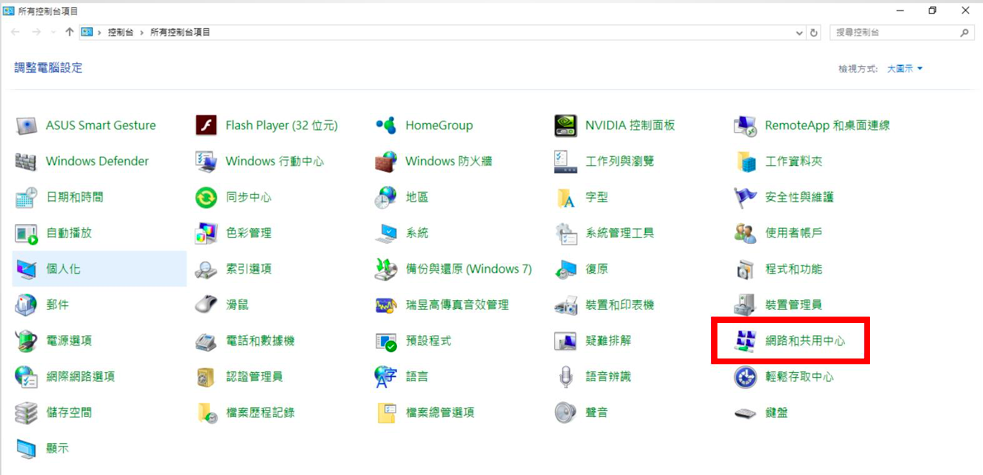 所有控制台項目
控制台 › 所有控制台項目
搜尋控制台
調整電腦設定
檢視方式: 大圖示
ASUS Smart Gesture
Flash Player (32 位元)
HomeGroup
NVIDIA 控制面板
RemoteApp 和桌面連線
Windows Defender
Windows 行動中心
Windows 防火牆
工作列與瀏覽
工作資料夾
日期和時間
同步中心
地區
字型
安全性與維護
自動播放
色彩管理
系統
系統管理工具
使用者帳戶
個人化
索引選項
備份與還原 (Windows 7)
復原
程式和功能
郵件
滑鼠
瑞昱高傳真音效管理
裝置和印表機
裝置管理員
電源選項
電話和數據機
預設程式
疑難排解
網路和共用中心
網際網路選項
認證管理員
語言
語音辨識
輕鬆存取中心
儲存空間
檔案歷程記錄
檔案總管選項
聲音
鍵盤
顯示